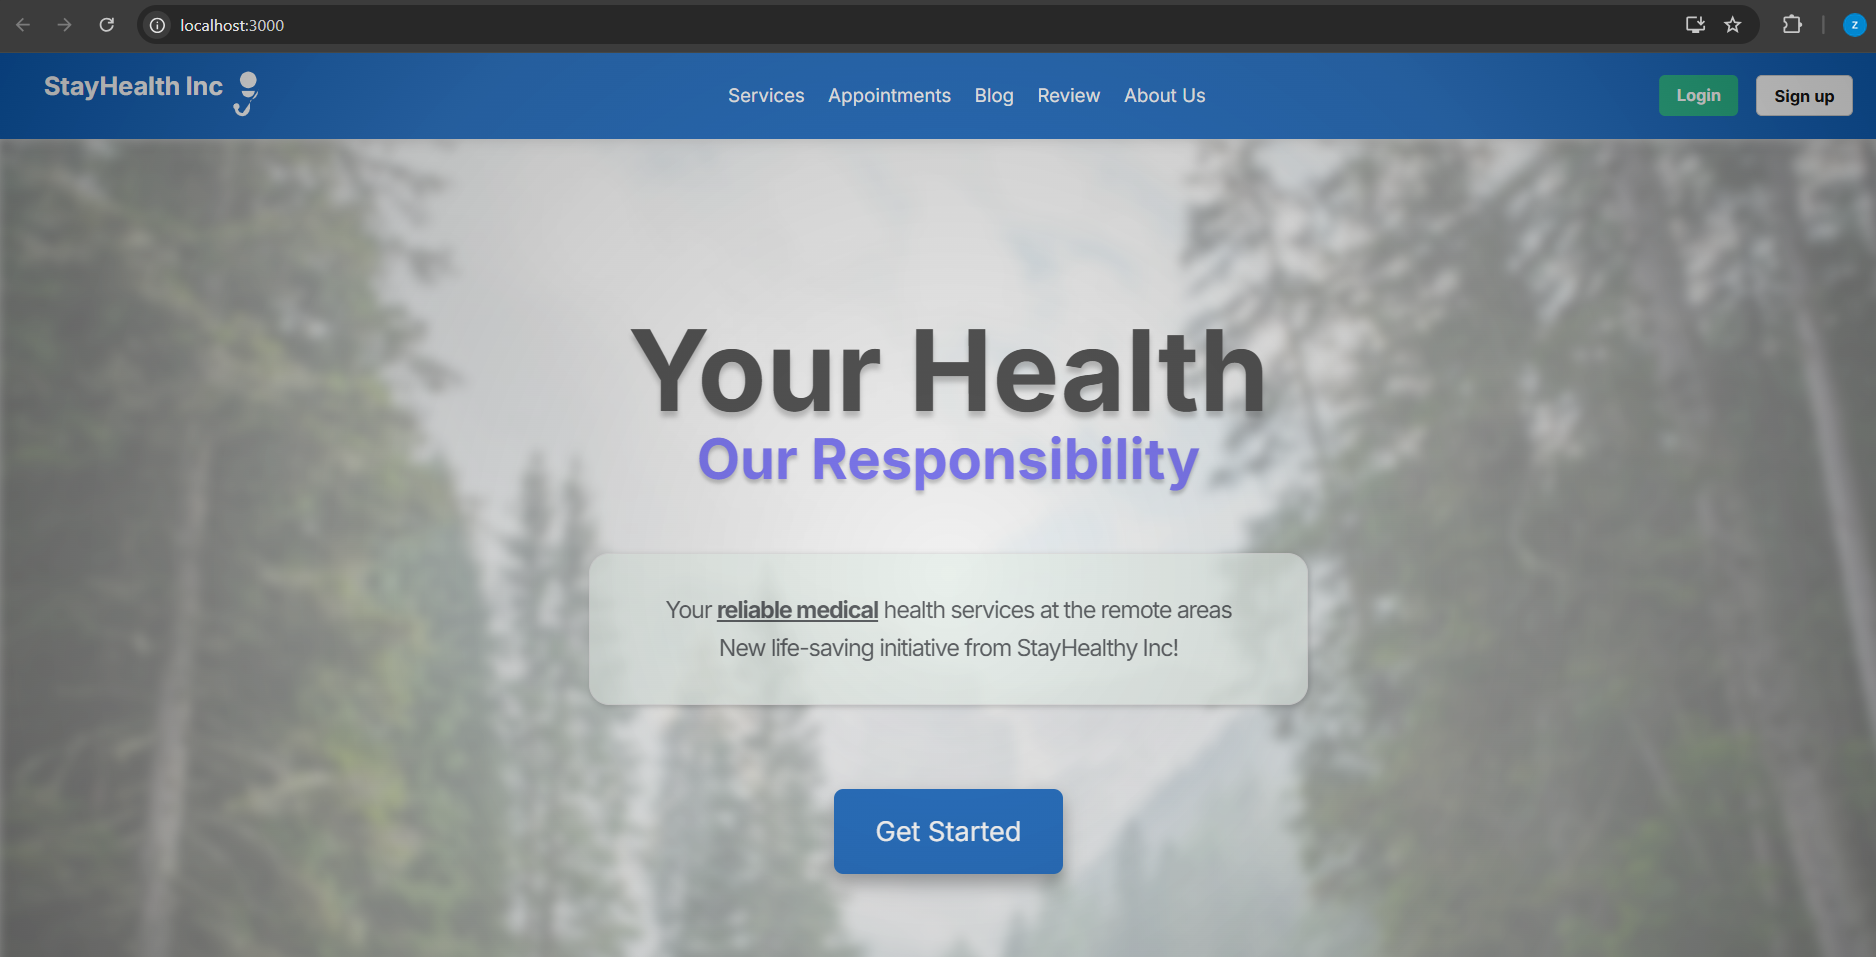 localhost:3000
z
StayHealth Inc
Services Appointments Blog Review About Us
Login Sign up
Your Health
Our Responsibility
Your reliable medical health services at the remote areas
New life-saving initiative from StayHealthy Inc!
Get Started